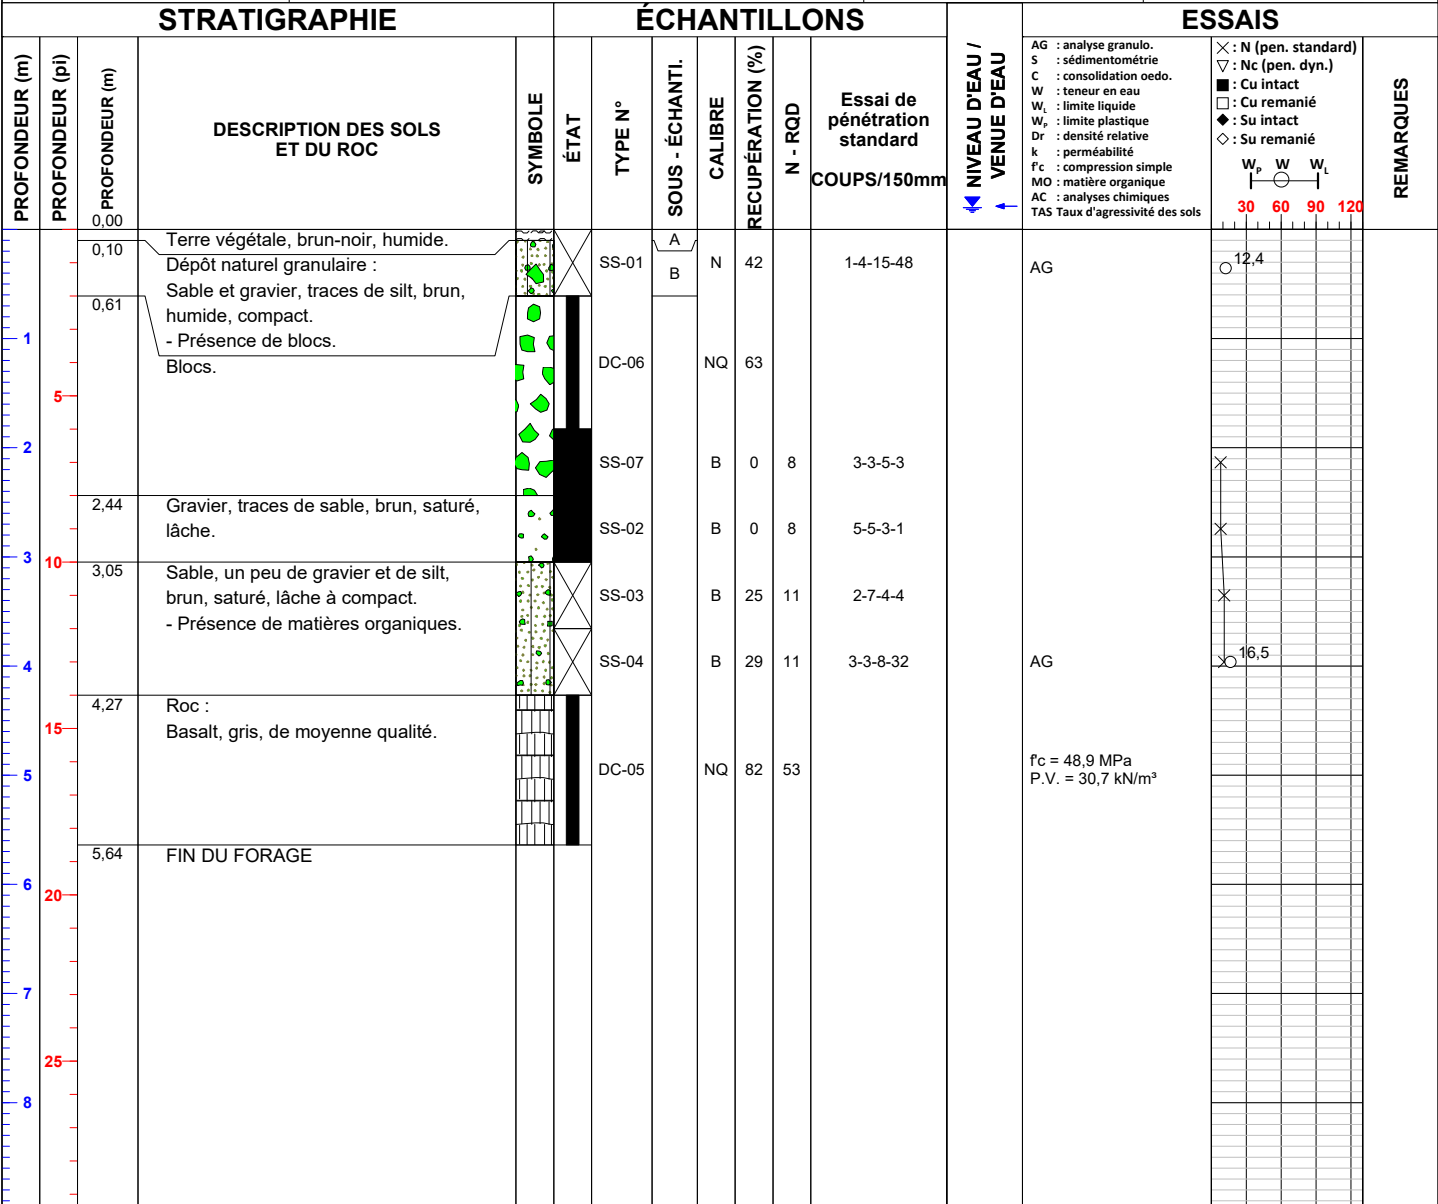 STRATIGRAPHIE
ÉCHANTILLONS
ESSAIS
PROFONDEUR (m)
PROFONDEUR (pi)
PROFONDEUR (m)
0,00
DESCRIPTION DES SOLS
ET DU ROC
SYMBOLE
ÉTAT
TYPE N°
SOUS - ÉCHANTI.
CALIBRE
RECUPÉRATION (%)
N - RQD
Essai de
pénétration
standard
COUPS/150mm
NIVEAU D'EAU /
VENUE D'EAU
AG : analyse granulo.
S : sédimentométrie
C : consolidation oedo.
W : teneur en eau
WL : limite liquide
WP : limite plastique
Dr : densité relative
k : perméabilité
f'c : compression simple
MO : matière organique
AC : analyses chimiques
TAS Taux d'agressivité des sols
: N (pen. standard)
: Nc (pen. dyn.)
: Cu intact
: Cu remanié
: Su intact
: Su remanié
WP W WL
30 60 90 120
REMARQUES
0,10
Terre végétale, brun-noir, humide.
Dépôt naturel granulaire :
Sable et gravier, traces de silt, brun,
humide, compact.
- Présence de blocs.
A
B
SS-01 N 42 1-4-15-48 AG 12,4
0,61
Blocs.
1
DC-06 NQ 63
5
2
SS-07 B 0 8 3-3-5-3
2,44
Gravier, traces de sable, brun, saturé,
lâche.
SS-02 B 0 8 5-5-3-1
3
10
3,05
Sable, un peu de gravier et de silt,
brun, saturé, lâche à compact.
- Présence de matières organiques.
SS-03 B 25 11 2-7-4-4
4
SS-04 B 29 11 3-3-8-32 AG 16,5
4,27
Roc :
Basalt, gris, de moyenne qualité.
15
5
DC-05 NQ 82 53
f'c = 48,9 MPa
P.V. = 30,7 kN/m³
5,64
FIN DU FORAGE
6
20
7
25
8